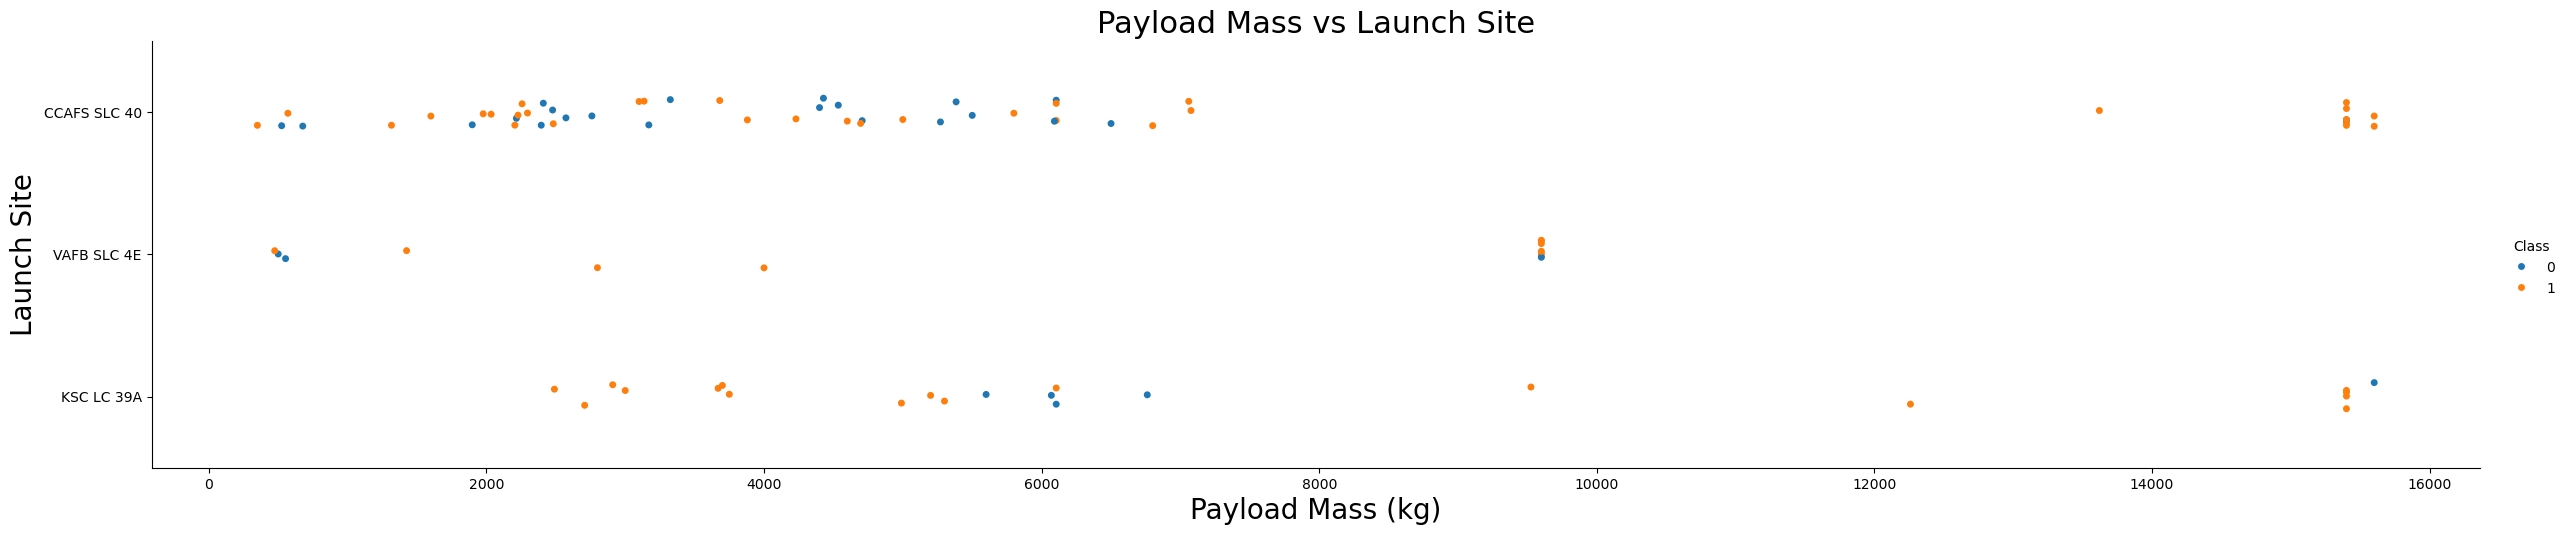 Payload Mass vs Launch Site
Launch Site
CCAFS SLC 40
VAFB SLC 4E
KSC LC 39A
0 2000 4000 6000 8000 10000 12000 14000 16000
Payload Mass (kg)
Class
0
1